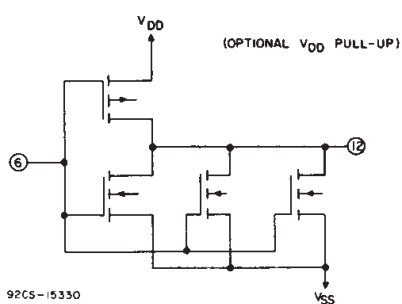 VDD
(OPTIONAL VDD PULL-UP)
6
12
VSS
92CS-15330